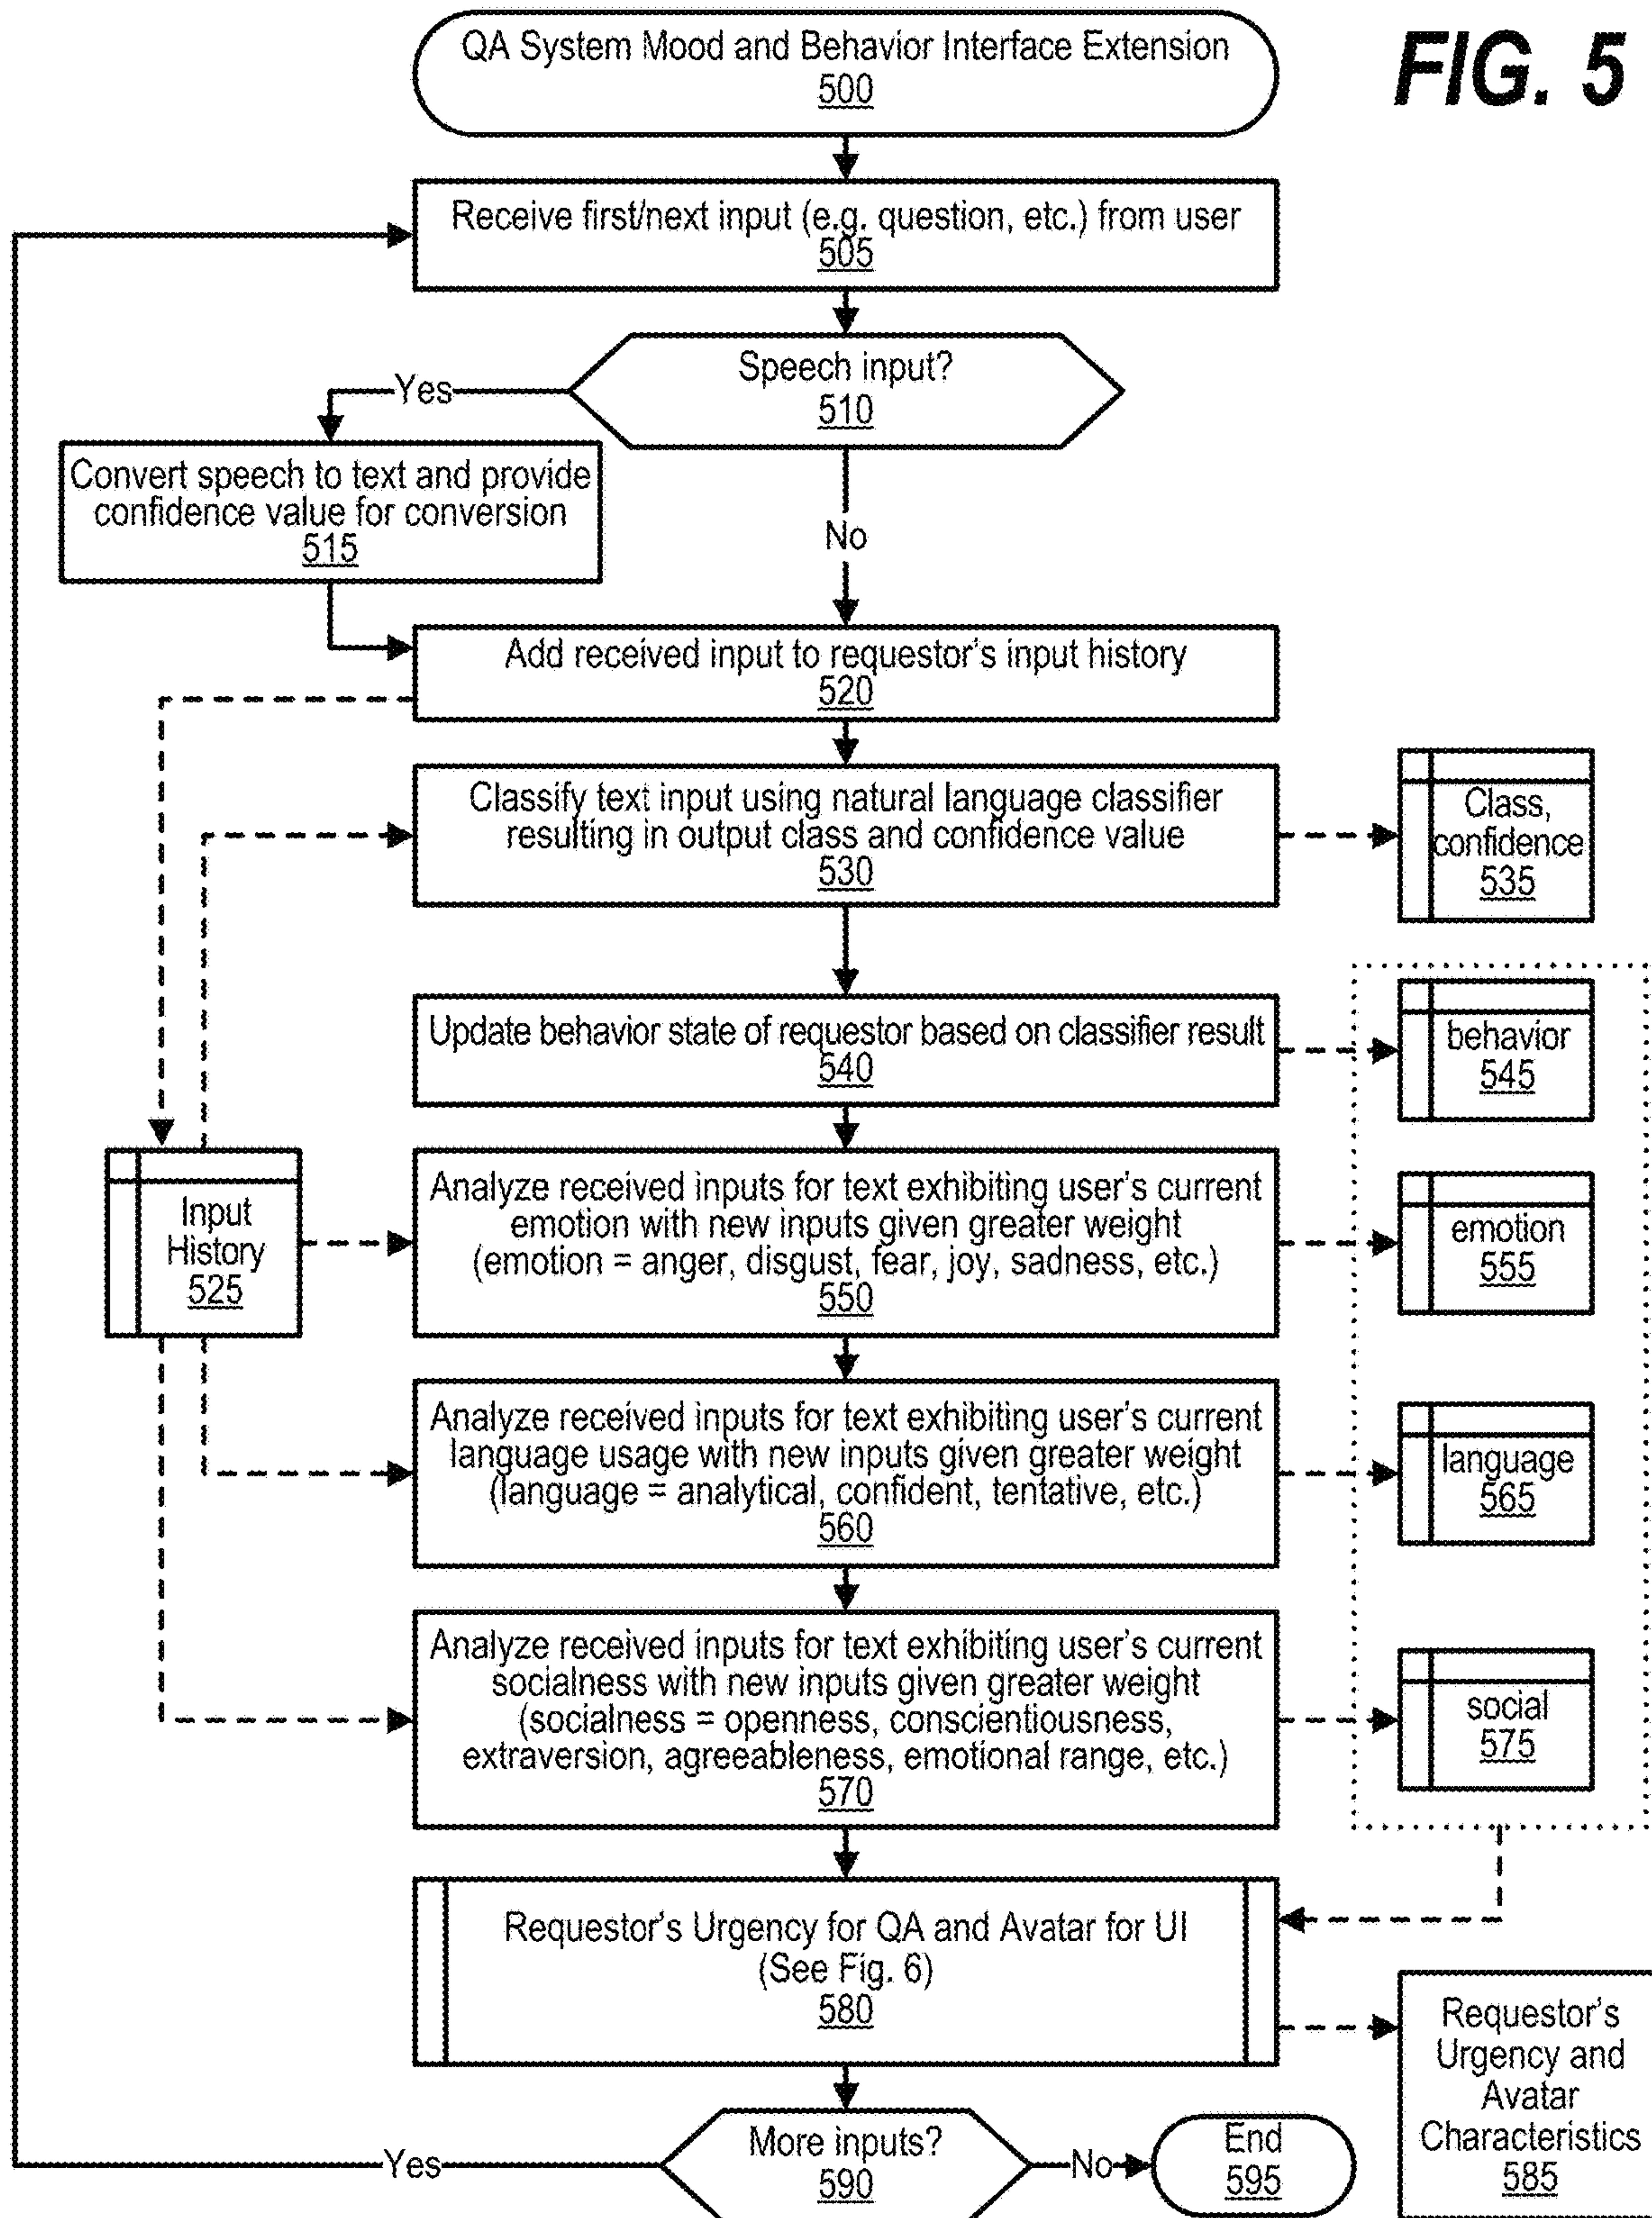 FIG. 5
QA System Mood and Behavior Interface Extension
500
Receive first/next input (e.g. question, etc.) from user
505
Speech input?
510
Yes
Convert speech to text and provide
confidence value for conversion
515
No
Add received input to requestor's input history
520
Classify text input using natural language classifier
resulting in output class and confidence value
530
Class,
confidence
535
Update behavior state of requestor based on classifier result
540
behavior
545
Input
History
525
Analyze received inputs for text exhibiting user's current
emotion with new inputs given greater weight
(emotion = anger, disgust, fear, joy, sadness, etc.)
550
emotion
555
Analyze received inputs for text exhibiting user's current
language usage with new inputs given greater weight
(language = analytical, confident, tentative, etc.)
560
language
565
Analyze received inputs for text exhibiting user's current
socialness with new inputs given greater weight
(socialness = openness, conscientiousness,
extraversion, agreeableness, emotional range, etc.)
570
social
575
Requestor's Urgency for QA and Avatar for UI
(See Fig. 6)
580
Requestor's
Urgency and
Avatar
Characteristics
585
More inputs?
590
Yes
No
End
595